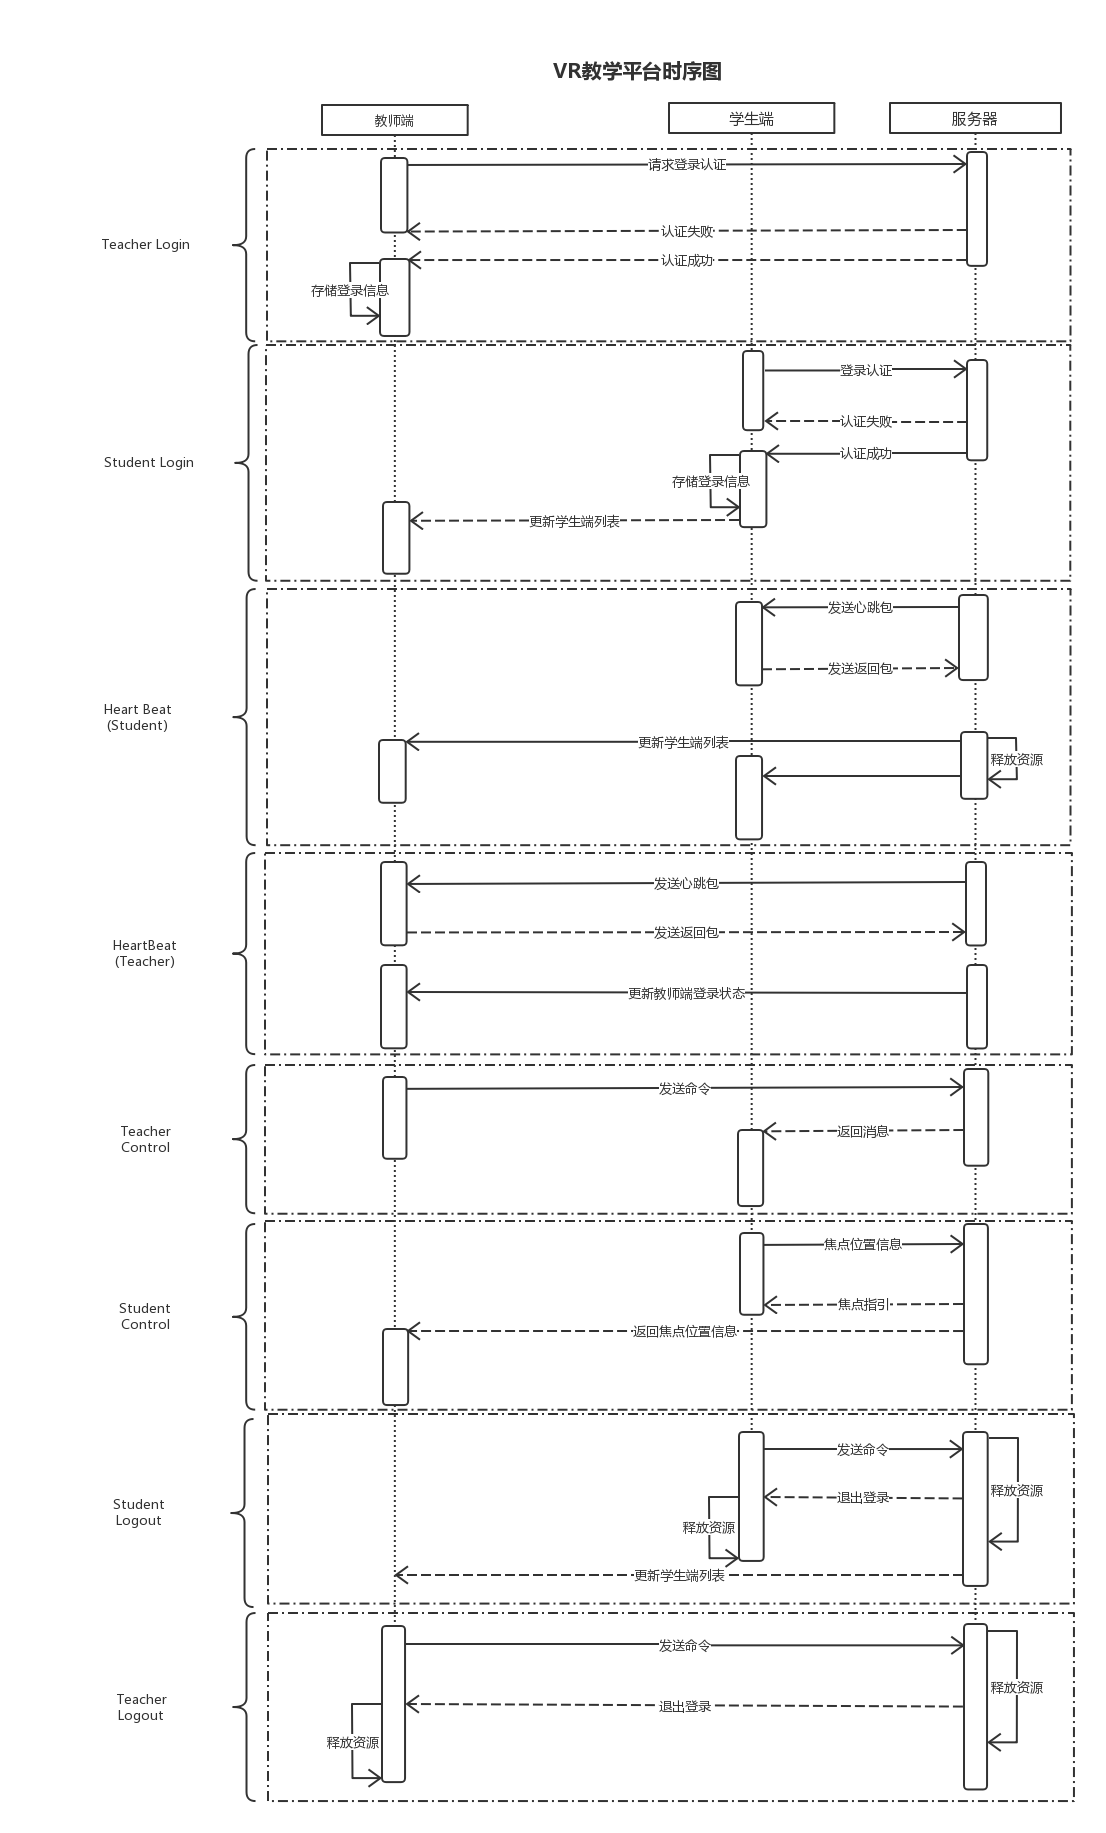 VR教学平台时序图
教师端
学生端
服务器
Teacher Login
请求登录认证
认证失败
认证成功
存储登录信息
Student Login
登录认证
认证失败
认证成功
存储登录信息
更新学生端列表
Heart Beat
(Student)
发送心跳包
发送返回包
更新学生端列表
释放资源
HeartBeat
(Teacher)
发送心跳包
发送返回包
更新教师端登录状态
Teacher
Control
发送命令
返回消息
Student
Control
焦点位置信息
焦点指引
返回焦点位置信息
Student
Logout
发送命令
释放资源
退出登录
释放资源
更新学生端列表
Teacher
Logout
发送命令
释放资源
退出登录
释放资源